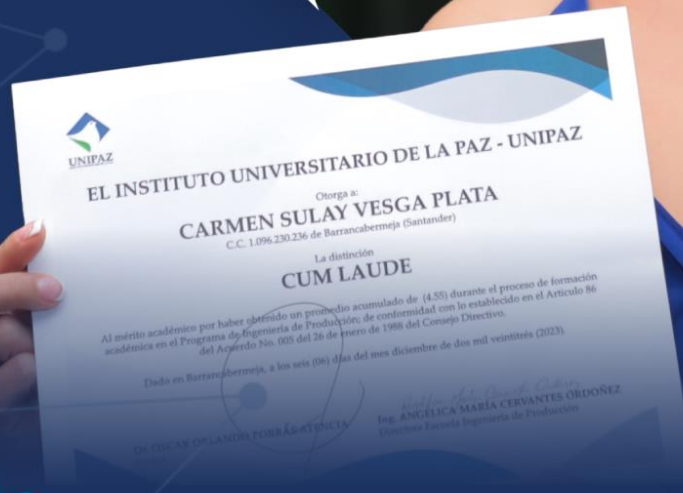 UNIPAZ
EL INSTITUTO UNIVERSITARIO DE LA PAZ - UNIPAZ
Otorga a:
CARMEN SULAY VESGA PLATA
C.C. 1.096.230.236 de Barrancabermeja (Santander)
La distinción
CUM LAUDE
Al mérito académico por haber obtenido un promedio acumulado de (4.55) durante el proceso de formación
académica en el Programa de Ingeniería de Producción; de conformidad con lo establecido en el Artículo 86
del Acuerdo No. 005 del 26 de enero de 1988 del Consejo Directivo.
Dado en Barrancabermeja, a los seis (06) días del mes diciembre de dos mil veintitrés (2023).
Dr. OSCAR ORLANDO PORRAS ATENCIA
Ing. ANGÉLICA MARÍA CERVANTES ORDOÑEZ
Directora Escuela Ingeniería de Producción